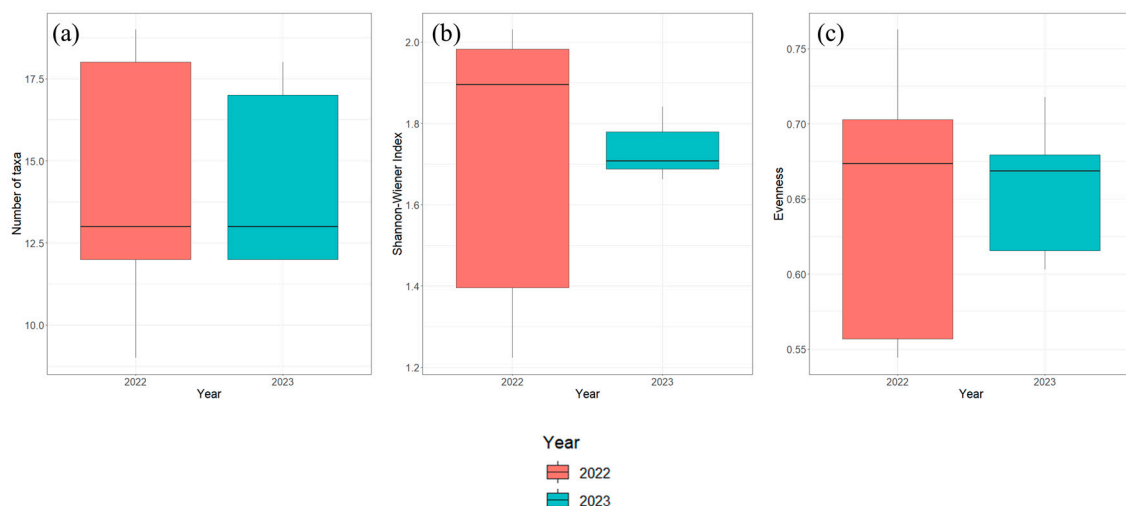 (a)
Number of taxa
17.5
15.0
12.5
10.0
2022
2023
Year
(b)
Shannon-Wiener Index
2.0
1.8
1.6
1.4
1.2
2022
2023
Year
(c)
Evenness
0.75
0.70
0.65
0.60
0.55
2022
2023
Year
Year
2022
2023